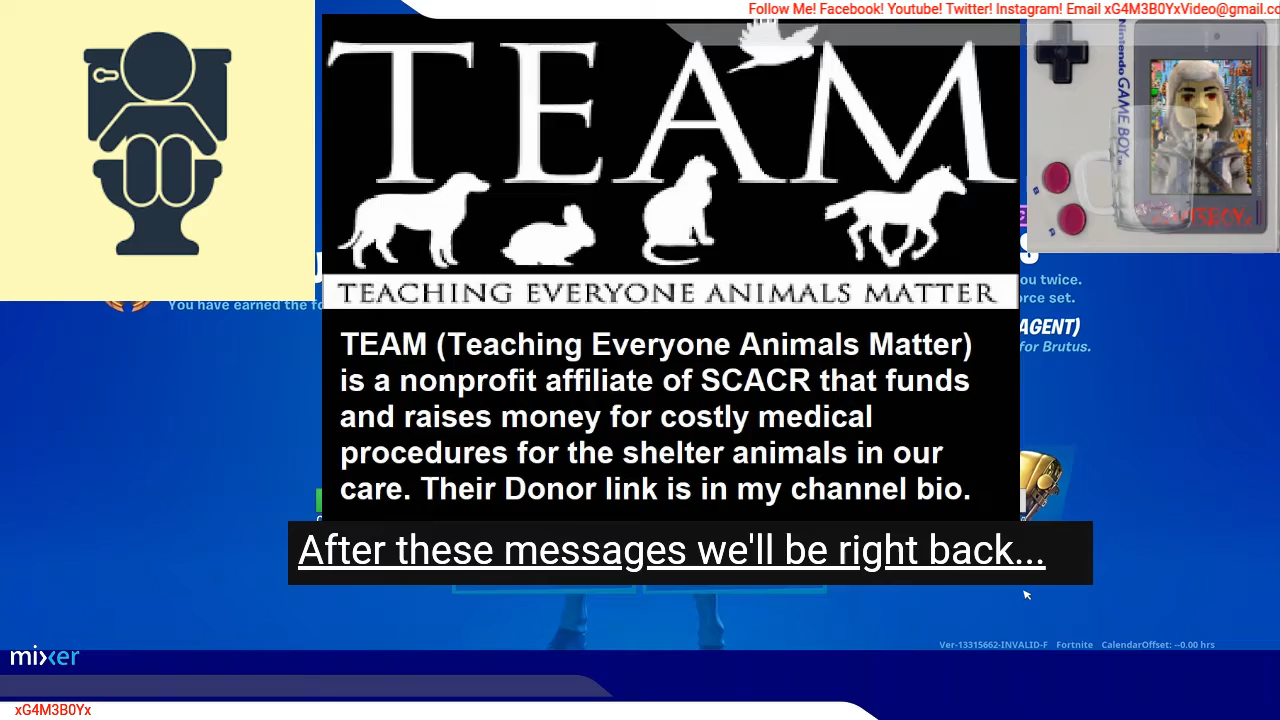 Follow Me! Facebook! Youtube! Twitter! Instagram! Email xG4M3B0YxVideo@gmail.co
TEAM
Nintendo GAME BOY
TEACHING EVERYONE ANIMALS MATTER
You have earned the fo
ou twice.
orce set.
AGENT)
for Brutus.
TEAM (Teaching Everyone Animals Matter)
is a nonprofit affiliate of SCACR that funds
and raises money for costly medical
procedures for the shelter animals in our
care. Their Donor link is in my channel bio.
After these messages we'll be right back...
Ver-13315662-INVALID-F Fortnite CalendarOffset: --0.00 hrs
mixer
xG4M3B0Yx